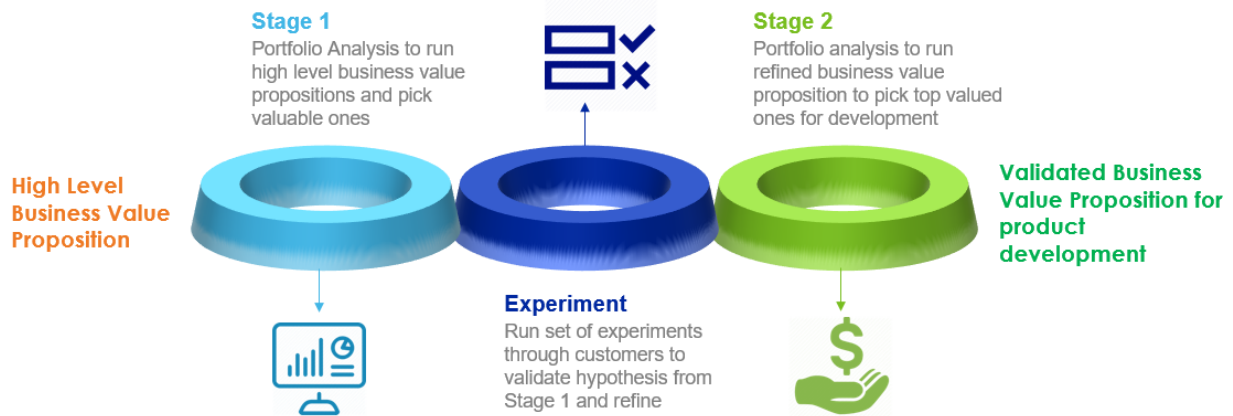 Stage 1
Portfolio Analysis to run
high level business value
propositions and pick
valuable ones
Stage 2
Portfolio analysis to run
refined business value
proposition to pick top valued
ones for development
High Level
Business Value
Proposition
Validated Business
Value Proposition for
product
development
Experiment
Run set of experiments
through customers to
validate hypothesis from
Stage 1 and refine
$